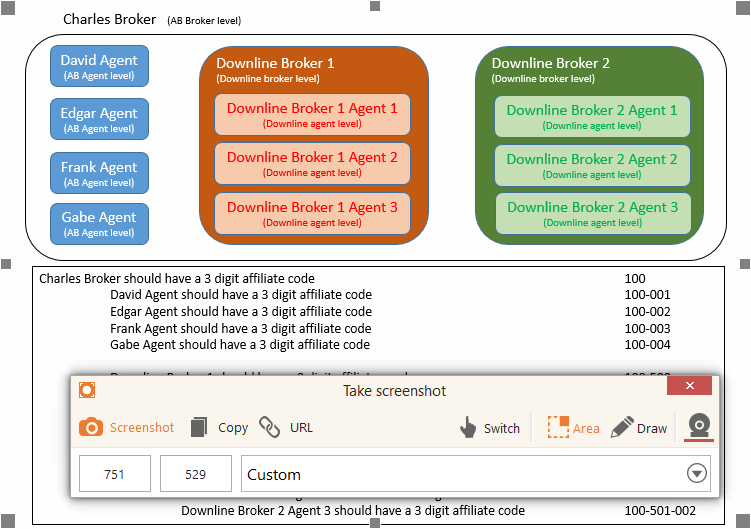 Charles Broker (AB Broker level)
David Agent
(AB Agent level)
Edgar Agent
(AB Agent level)
Frank Agent
(AB Agent level)
Gabe Agent
(AB Agent level)
Downline Broker 1
(Downline broker level)
Downline Broker 1 Agent 1
(Downline agent level)
Downline Broker 1 Agent 2
(Downline agent level)
Downline Broker 1 Agent 3
(Downline agent level)
Downline Broker 2
(Downline broker level)
Downline Broker 2 Agent 1
(Downline agent level)
Downline Broker 2 Agent 2
(Downline agent level)
Downline Broker 2 Agent 3
(Downline agent level)
Charles Broker should have a 3 digit affiliate code 100
David Agent should have a 3 digit affiliate code 100-001
Edgar Agent should have a 3 digit affiliate code 100-002
Frank Agent should have a 3 digit affiliate code 100-003
Gabe Agent should have a 3 digit affiliate code 100-004
Take screenshot
Screenshot Copy URL Switch Area Draw
751 529 Custom
Downline Broker 2 Agent 3 should have a 3 digit affiliate code 100-501-002